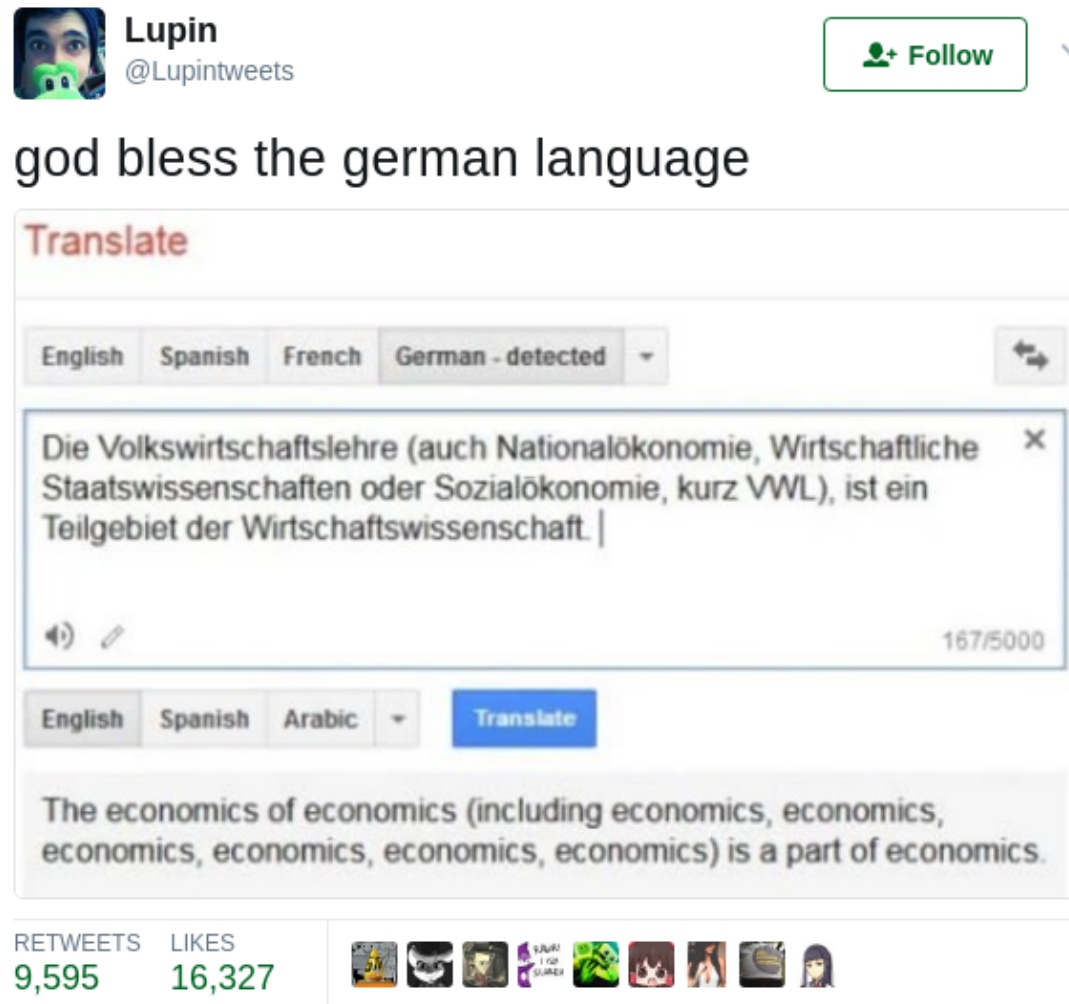 Lupin
@Lupintweets
Follow
god bless the german language
Translate
English Spanish French German - detected
Die Volkswirtschaftslehre (auch Nationalökonomie, Wirtschaftliche
Staatswissenschaften oder Sozialökonomie, kurz VWL), ist ein
Teilgebiet der Wirtschaftswissenschaft.
167/5000
English Spanish Arabic Translate
The economics of economics (including economics, economics,
economics, economics, economics, economics) is a part of economics.
RETWEETS LIKES
9,595 16,327